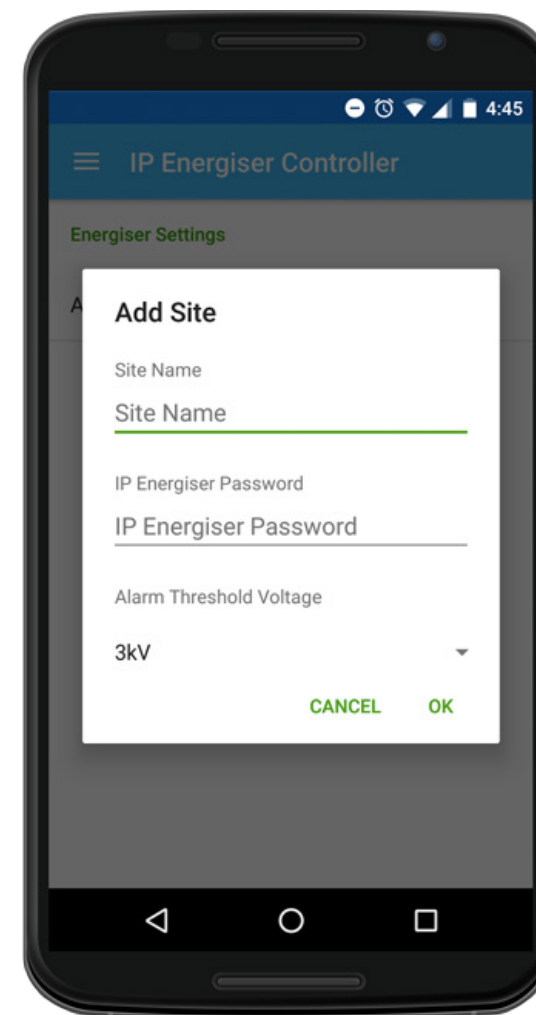 4:45
IP Energiser Controller
Energiser Settings
A
Add Site
Site Name
Site Name
IP Energiser Password
IP Energiser Password
Alarm Threshold Voltage
3kV
CANCEL OK